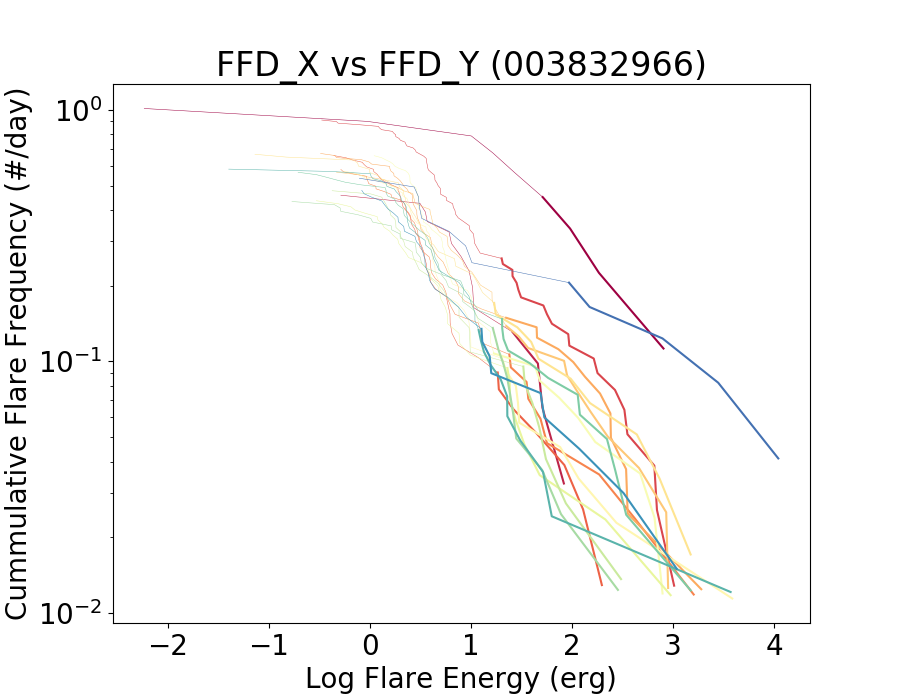 FFD_X vs FFD_Y (003832966)
Cummulative Flare Frequency (#/day)
10⁰
10⁻¹
10⁻²
−2 −1 0 1 2 3 4
Log Flare Energy (erg)